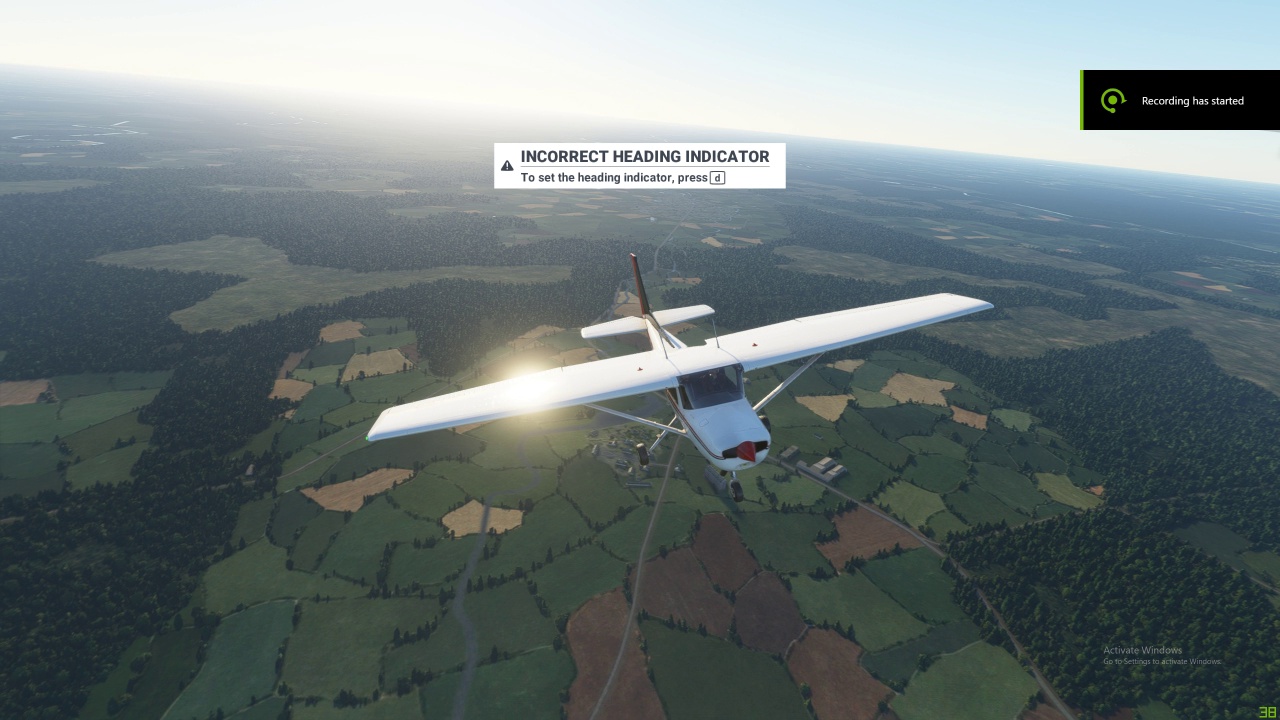 Recording has started
INCORRECT HEADING INDICATOR
To set the heading indicator, press d
Activate Windows
Go to Settings to activate Windows.
38